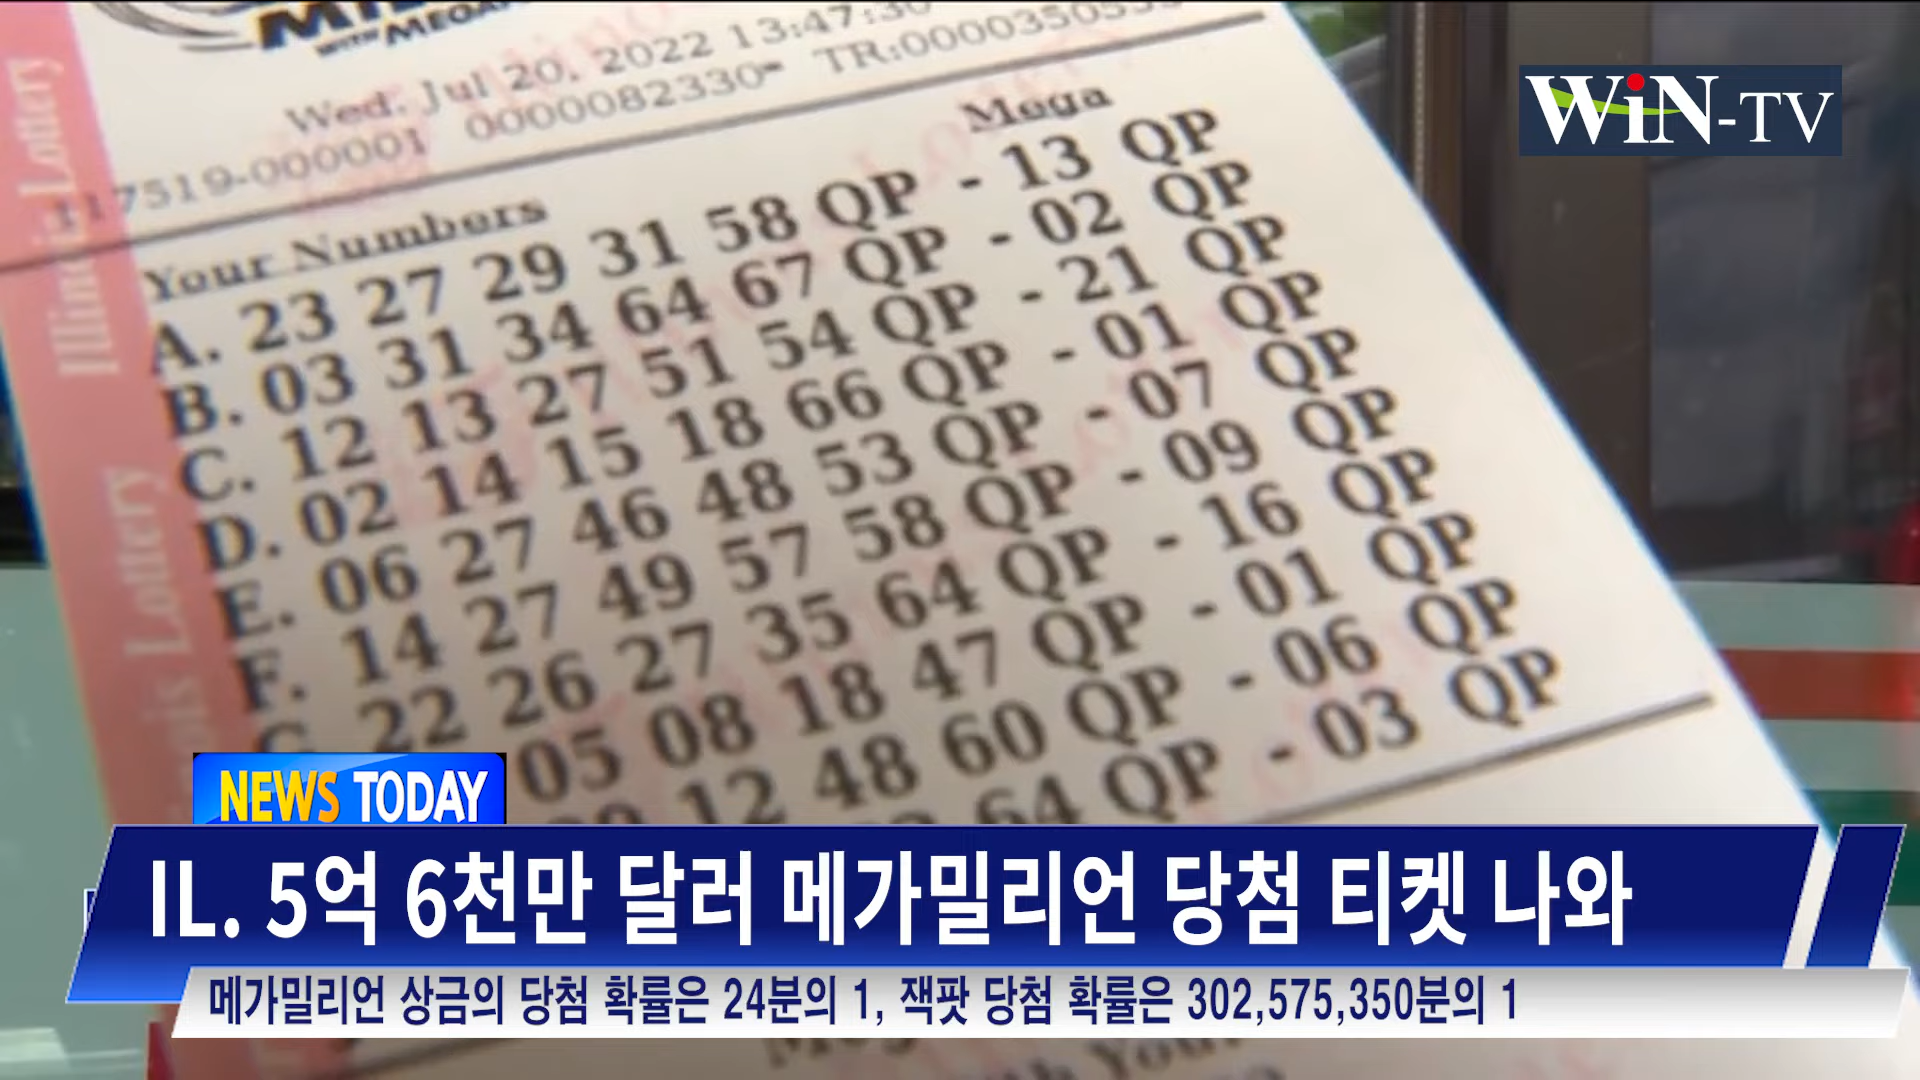 Wed. Jul 20, 2022 13:47:30
117519-000001 0000082330 TR:
Your Numbers Mega
A. 23 27 29 31 58 QP - 13 QP
B. 03 31 34 64 67 QP - 02 QP
C. 12 13 27 51 54 QP - 21 QP
D. 02 14 15 18 66 QP - 01 QP
E. 06 27 46 48 53 QP - 07 QP
F. 14 27 49 57 58 QP - 09 QP
G. 22 26 27 35 64 QP - 16 QP
05 08 18 47 QP - 01 QP
12 48 60 QP - 06 QP
64 QP - 03 QP
Illinois Lottery
Illinois Lottery
WiN-TV
NEWS TODAY
IL. 5억 6천만 달러 메가밀리언 당첨 티켓 나와
메가밀리언 상금의 당첨 확률은 24분의 1, 잭팟 당첨 확률은 302,575,350분의 1